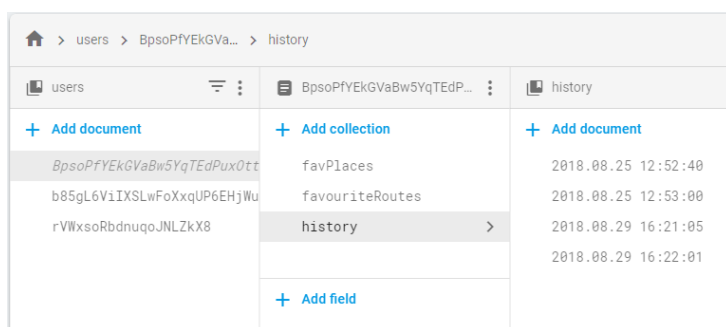 users > BpsoPfYEkGVa… > history
users
BpsoPfYEkGVaBw5YqTEdP…
history
+ Add document
+ Add collection
+ Add document
BpsoPfYEkGVaBw5YqTEdPuxOtt
b85gL6ViIXSLwFoXxqUP6EHjWu
rVWxsoRbdnuqoJNLZkX8
favPlaces
favouriteRoutes
history >
+ Add field
2018.08.25 12:52:40
2018.08.25 12:53:00
2018.08.29 16:21:05
2018.08.29 16:22:01